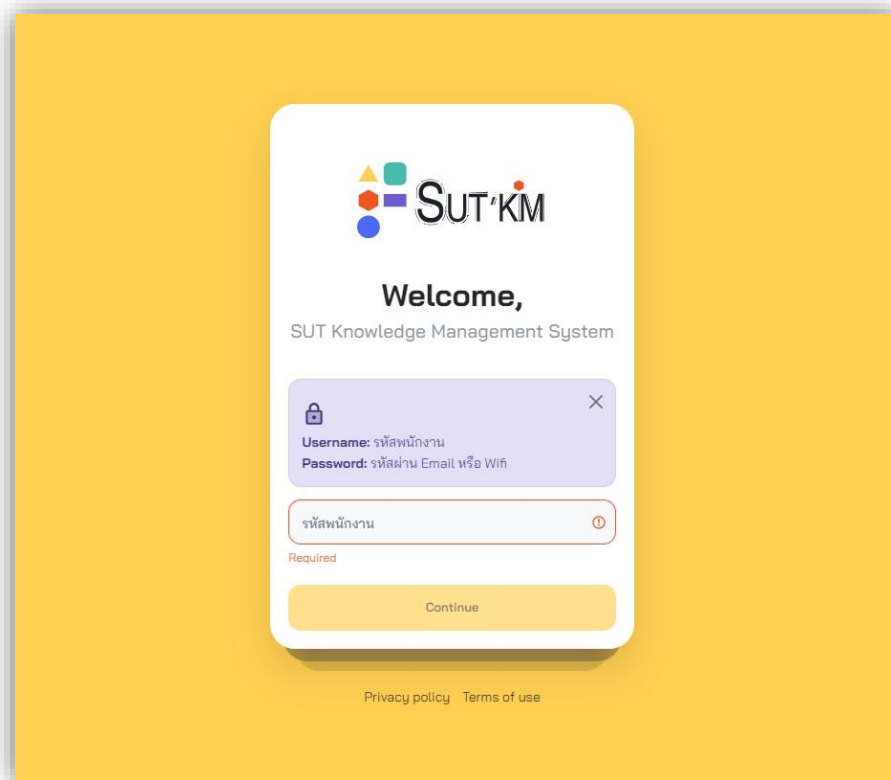 SUT'KM
Welcome,
SUT Knowledge Management System
Username: รหัสพนักงาน
Password: รหัสผ่าน Email หรือ Wifi
รหัสพนักงาน
Required
Continue
Privacy policy Terms of use